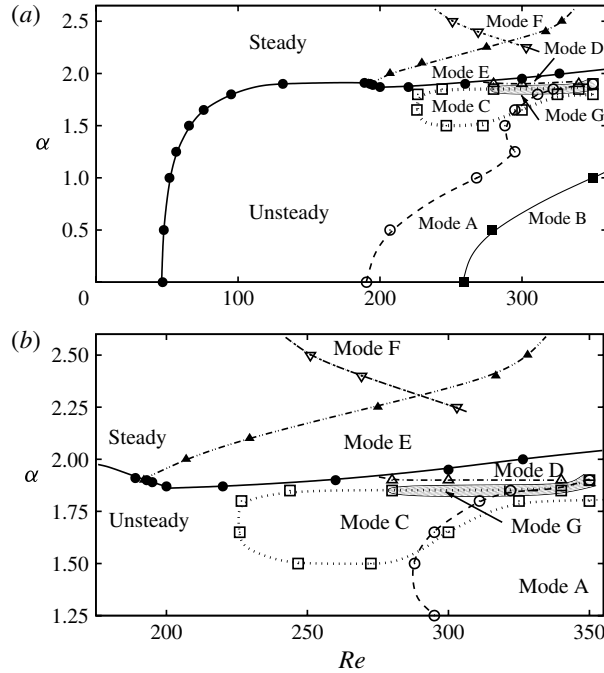 (a)
2.5
2.0
1.5
1.0
0.5
0
α
Steady
Unsteady
Mode F
Mode D
Mode E
Mode C
Mode G
Mode A
Mode B
0
100
200
300
(b)
2.50
2.25
2.00
1.75
1.50
1.25
α
Mode F
Steady
Mode E
Mode D
Unsteady
Mode C
Mode G
Mode A
200
250
300
350
Re